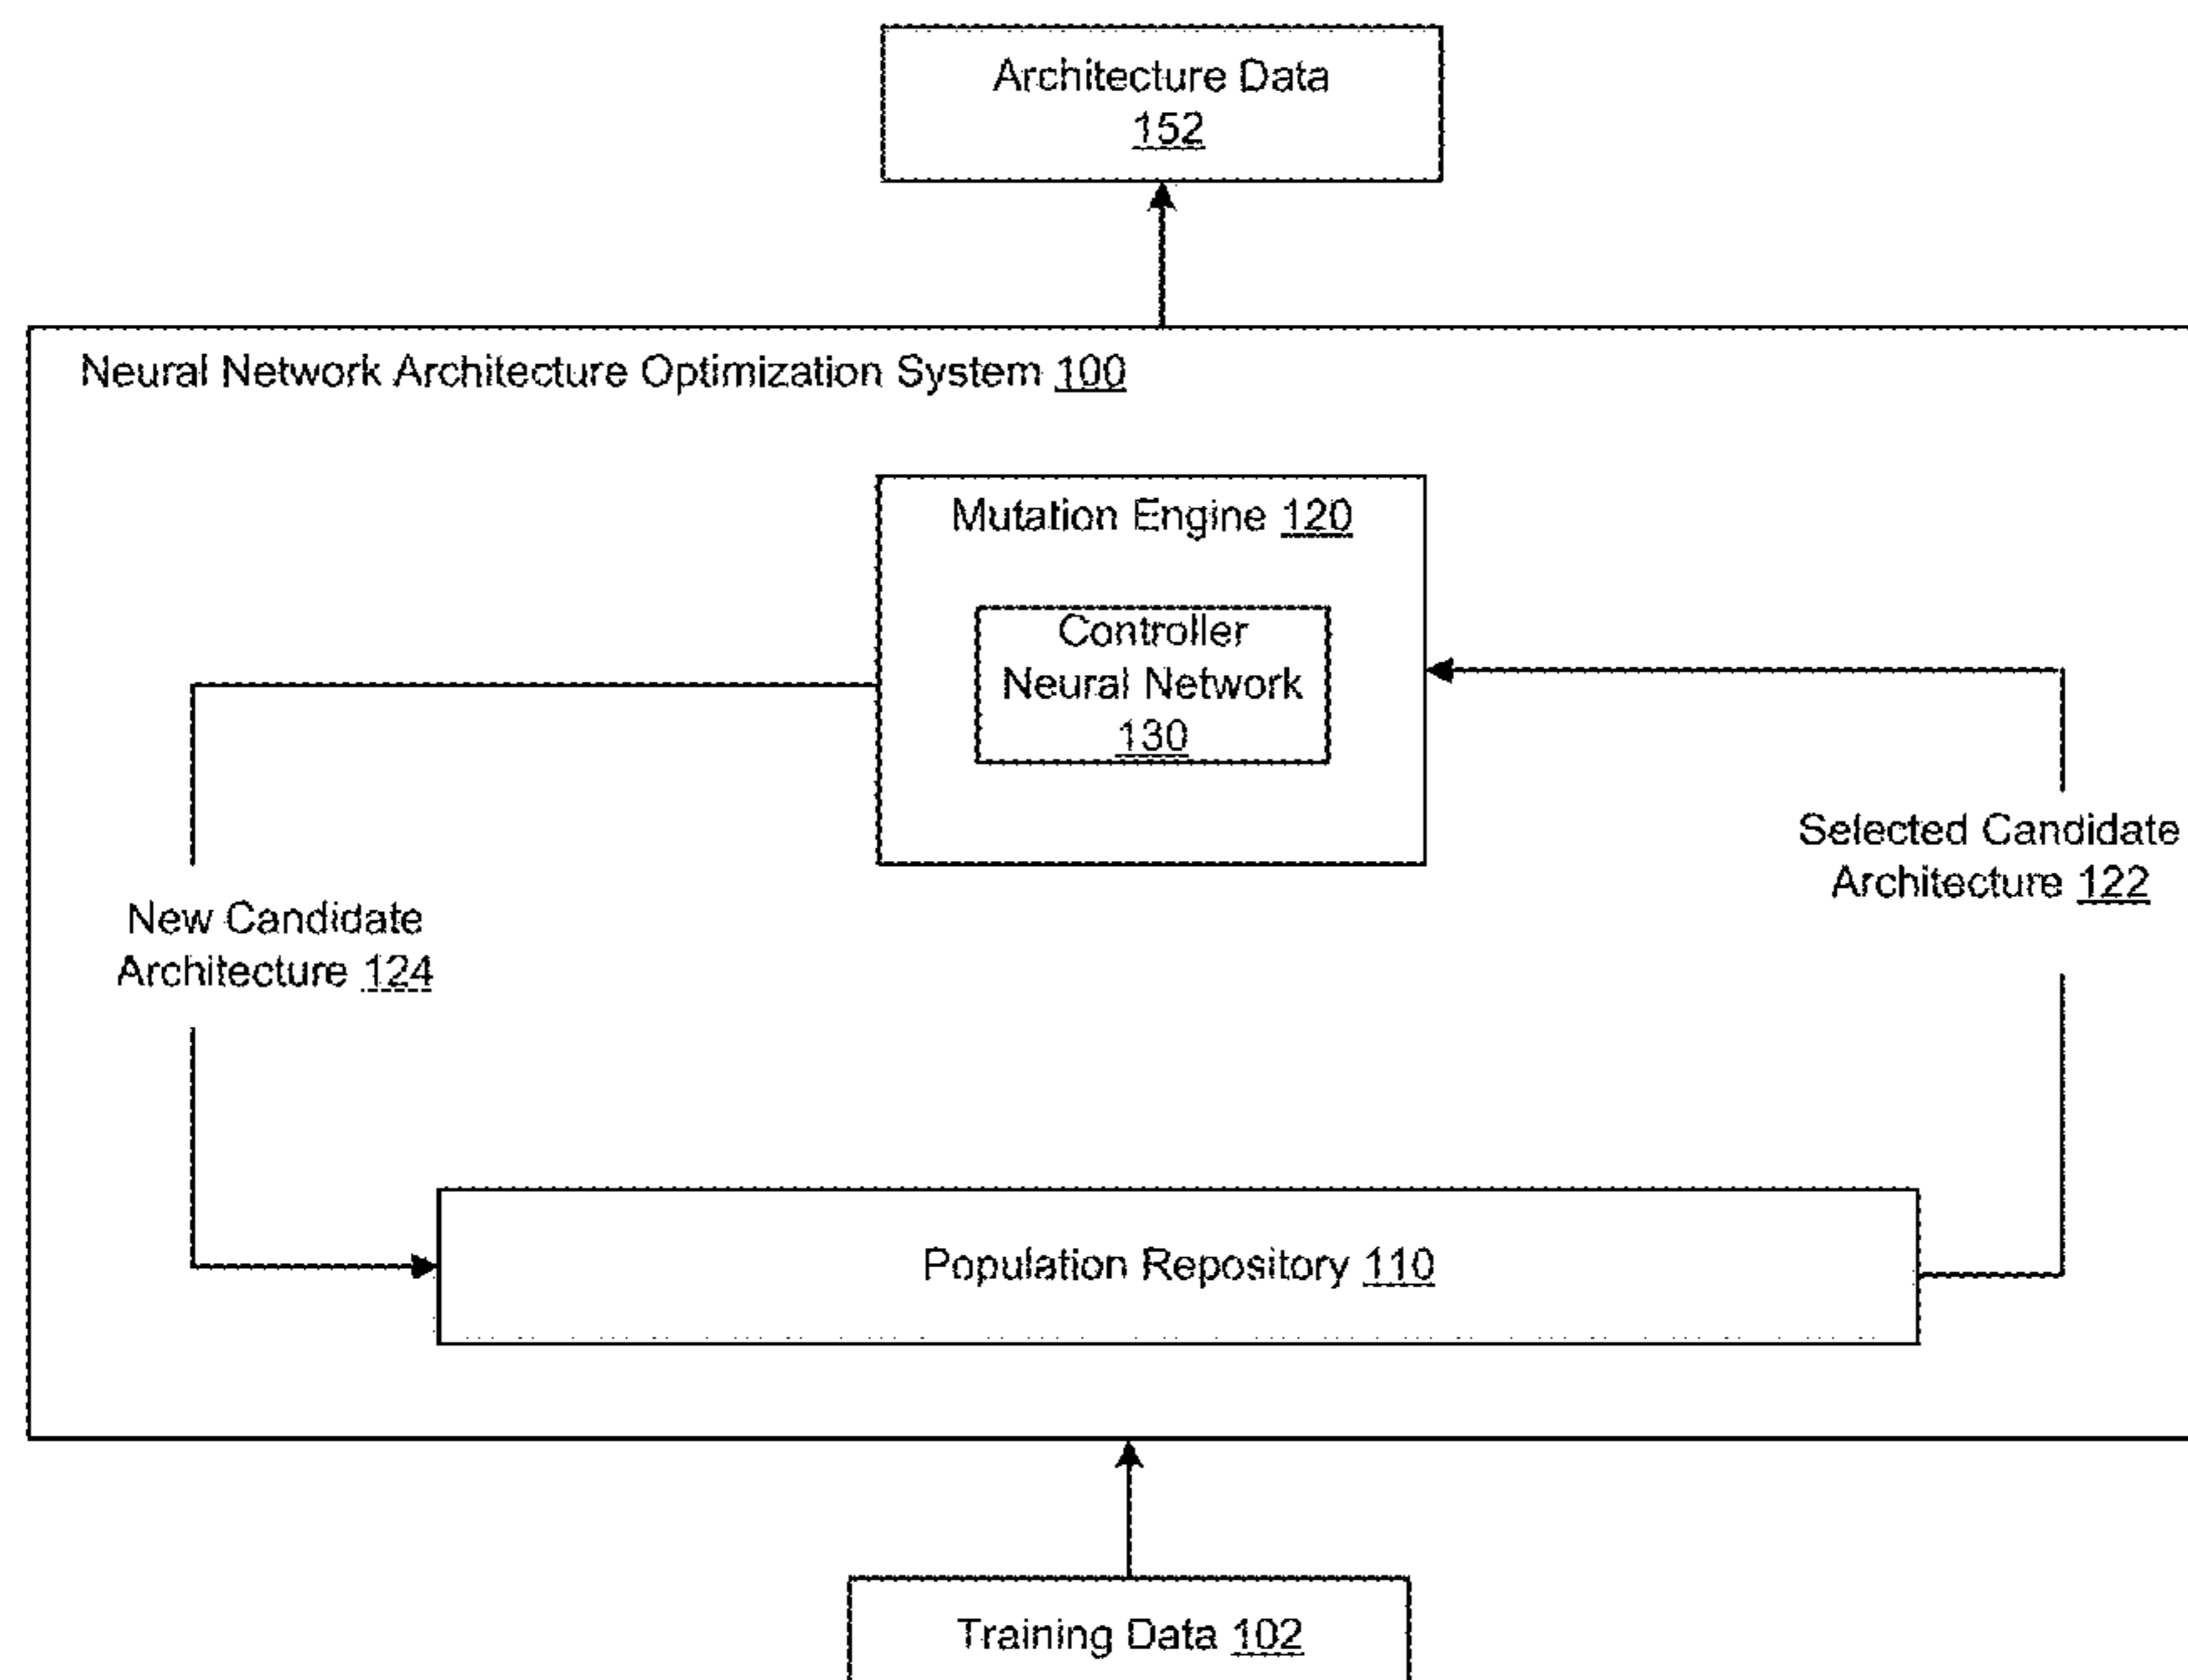 Architecture Data
152
Neural Network Architecture Optimization System 100
Mutation Engine 120
Controller
Neural Network
130
Selected Candidate
Architecture 122
New Candidate
Architecture 124
Population Repository 110
Training Data 102